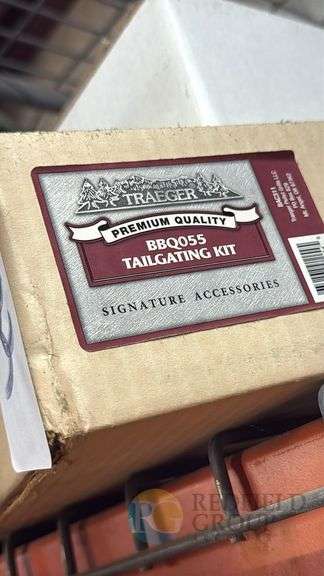 TRAEGER
PREMIUM QUALITY
BBQ055
TAILGATING KIT
SIGNATURE ACCESSORIES